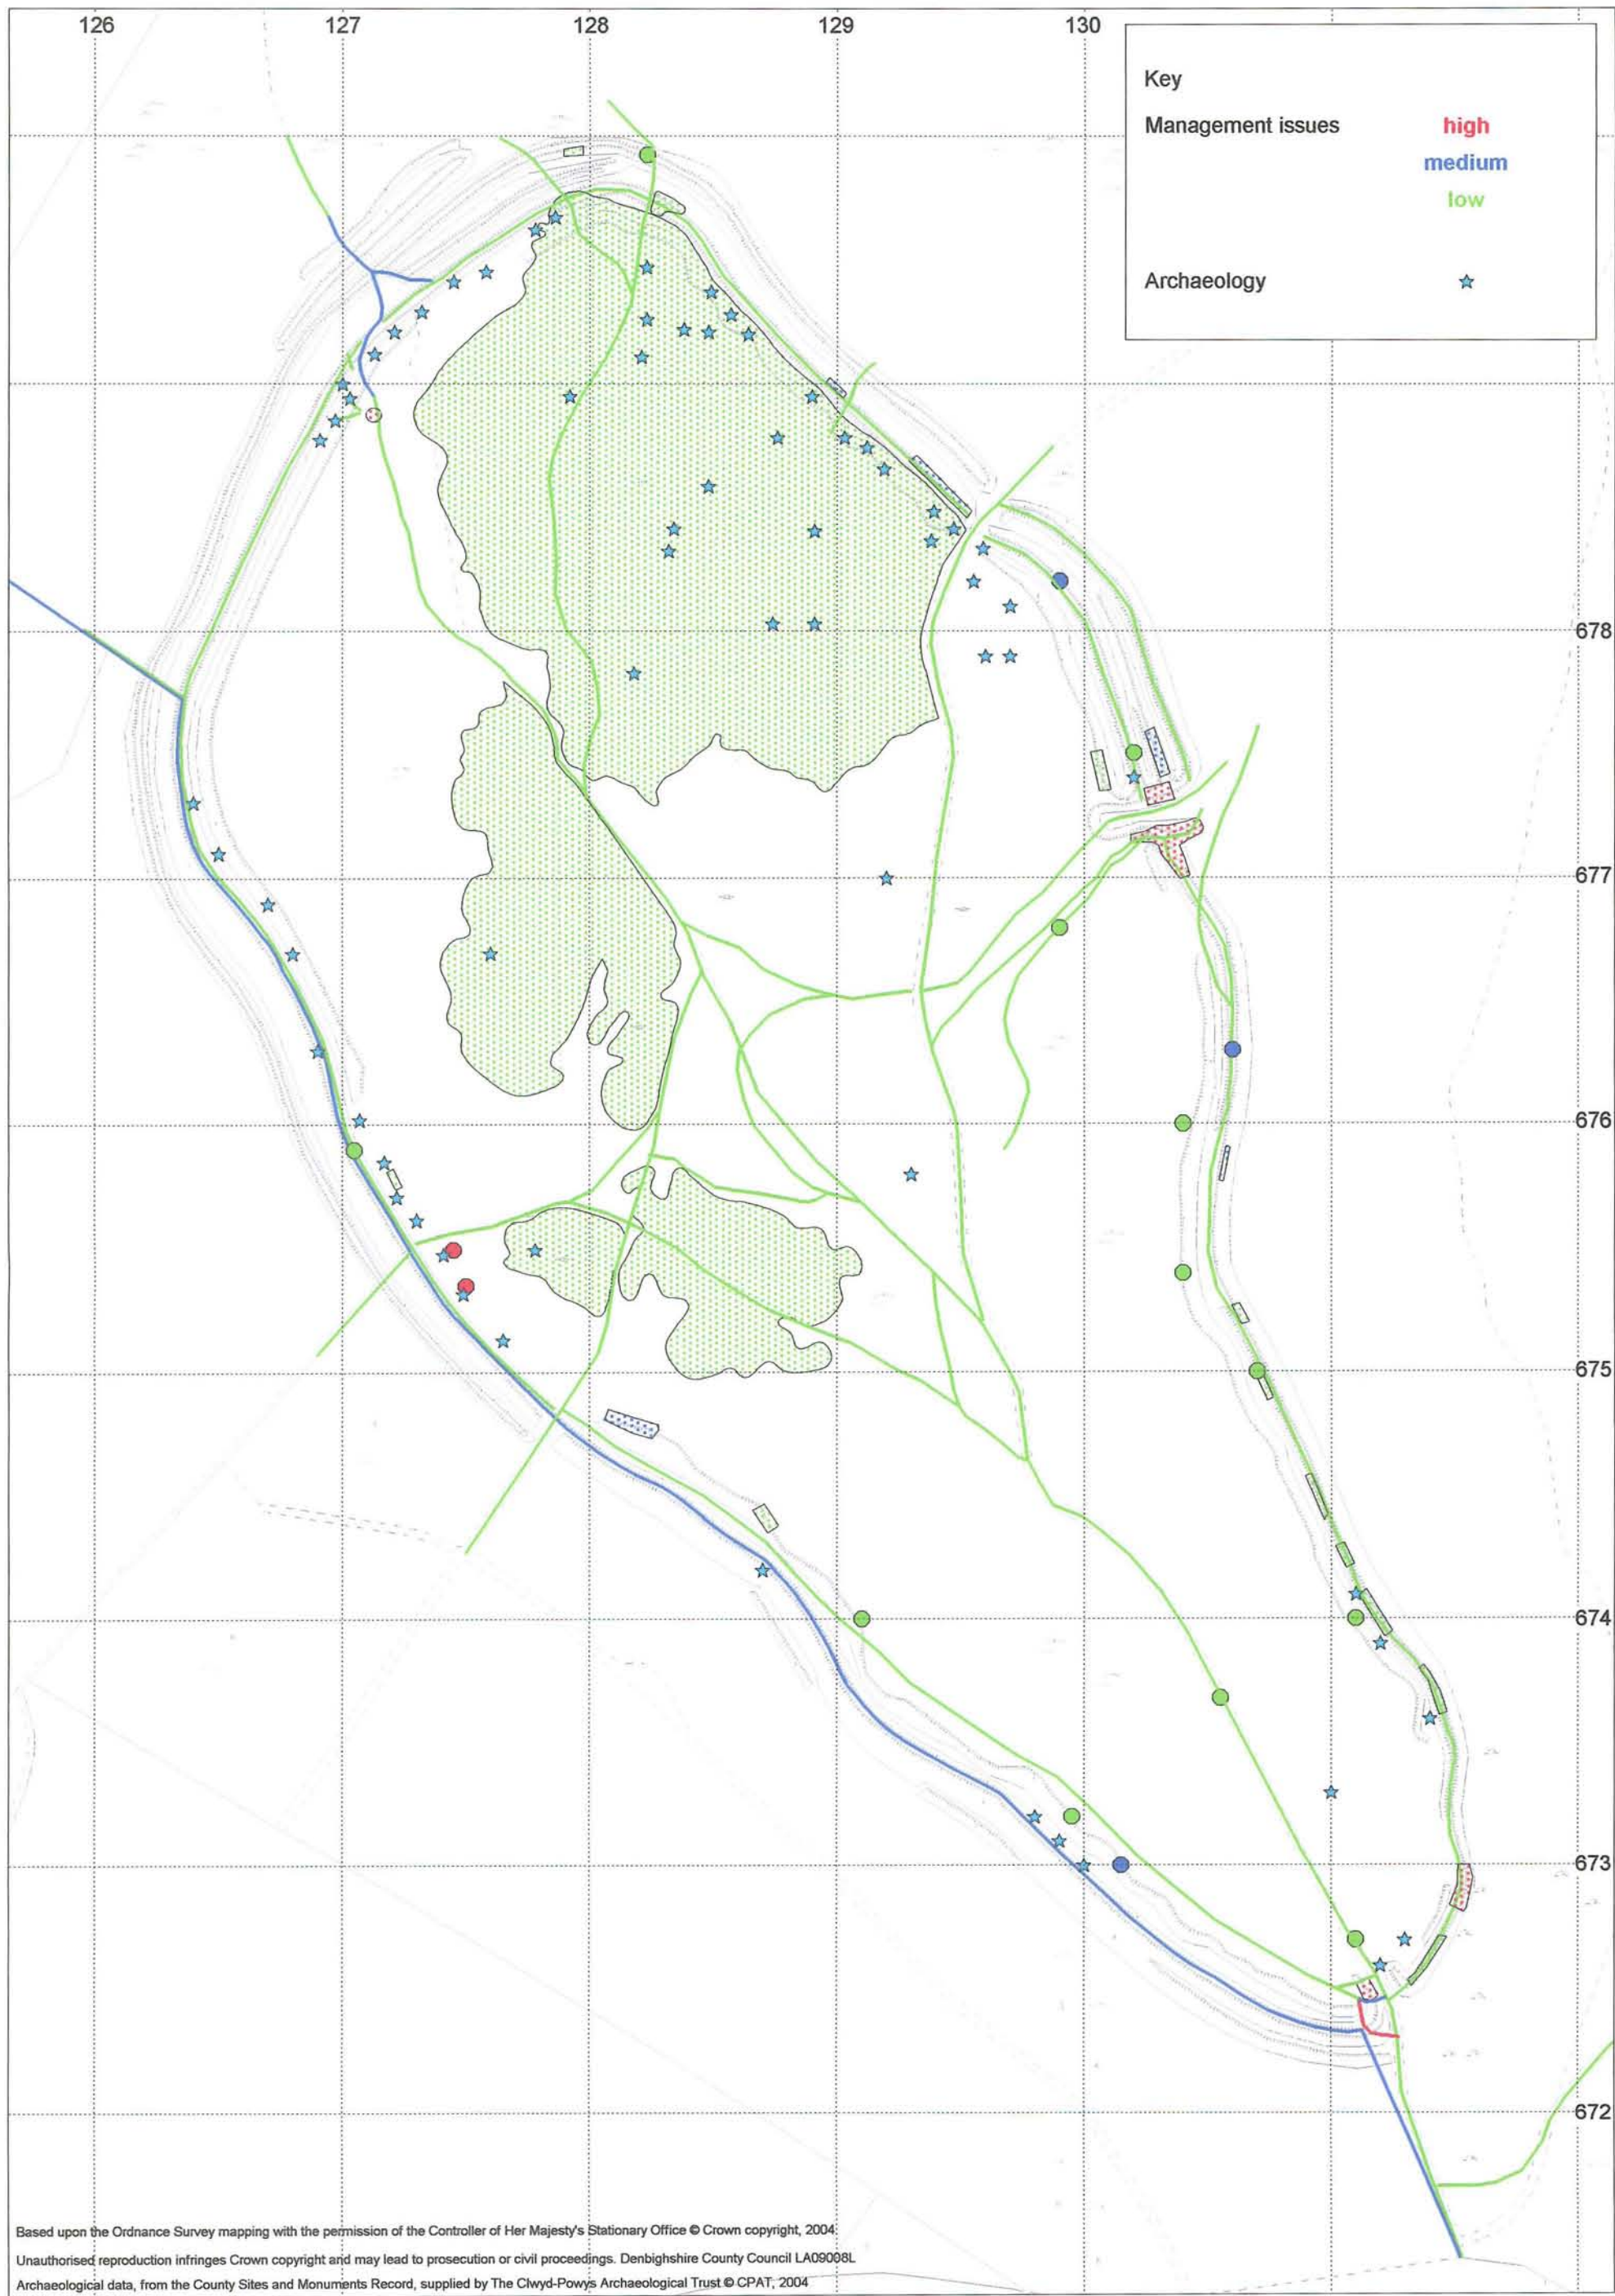 126 127 128 129 130
Key
Management issues high
medium
low
Archaeology
678
677
676
675
674
673
672
Based upon the Ordnance Survey mapping with the permission of the Controller of Her Majesty's Stationary Office © Crown copyright, 2004
Unauthorised reproduction infringes Crown copyright and may lead to prosecution or civil proceedings. Denbighshire County Council LA09008L
Archaeological data, from the County Sites and Monuments Record, supplied by The Clwyd-Powys Archaeological Trust © CPAT, 2004